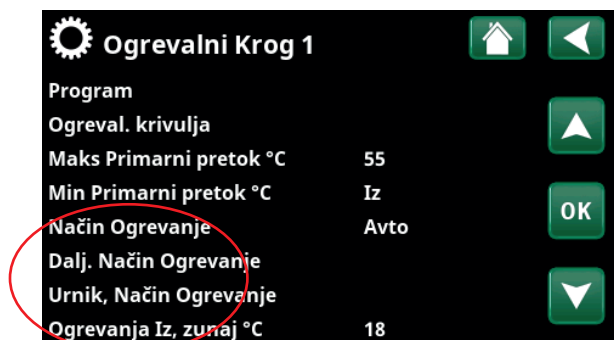 Ogrevalni Krog 1
Program
Ogreval. krivulja
Maks Primarni pretok °C 55
Min Primarni pretok °C Iz
Način Ogrevanje Avto
OK
Dalj. Način Ogrevanje
Urnik, Način Ogrevanje
Ogrevanja Iz, zunaj °C 18